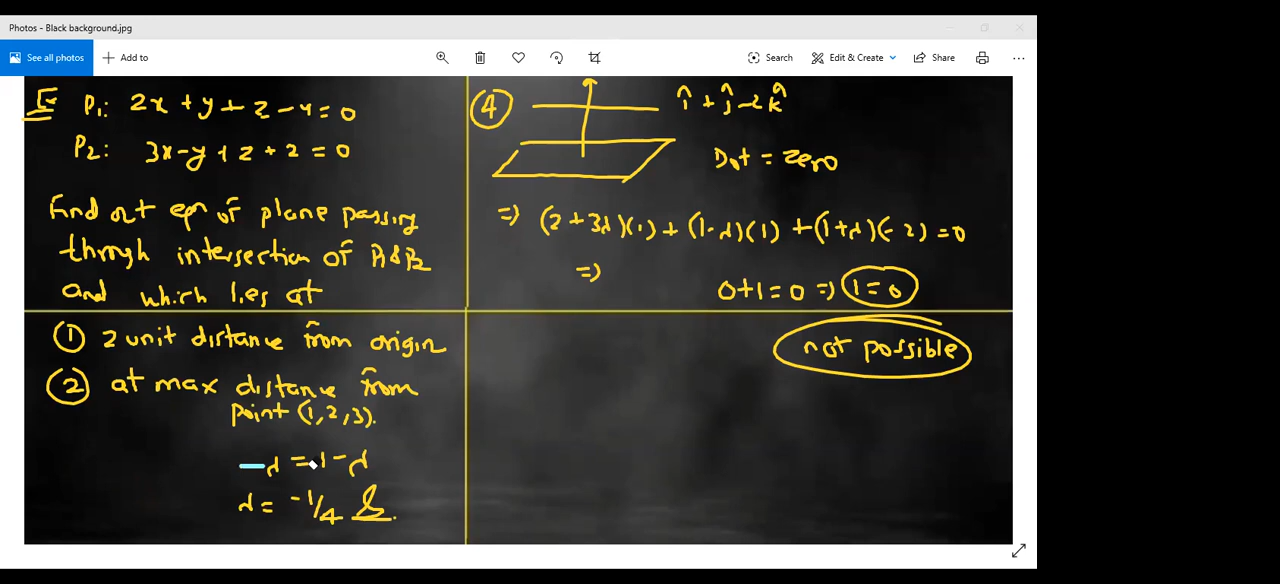 Photos - Black background.jpg
See all photos + Add to Search Edit & Create Share
E P1: 2x + y + z - 4 = 0
P2: 3x - y + z + 2 = 0
Find out eqn of plane passing
through intersection of P1 & P2
and which lies at
① 2 unit distance from origin
② at max distance from
point (1, 2, 3).
λ = 1 - λ
λ = -1/4
④ î + ĵ - 2k̂
Dot = zero
=> (2 + 3λ)(1) + (1 - λ)(1) + (1 + λ)(-2) = 0
=>
0 + 1 = 0 => 1 = 0
not possible